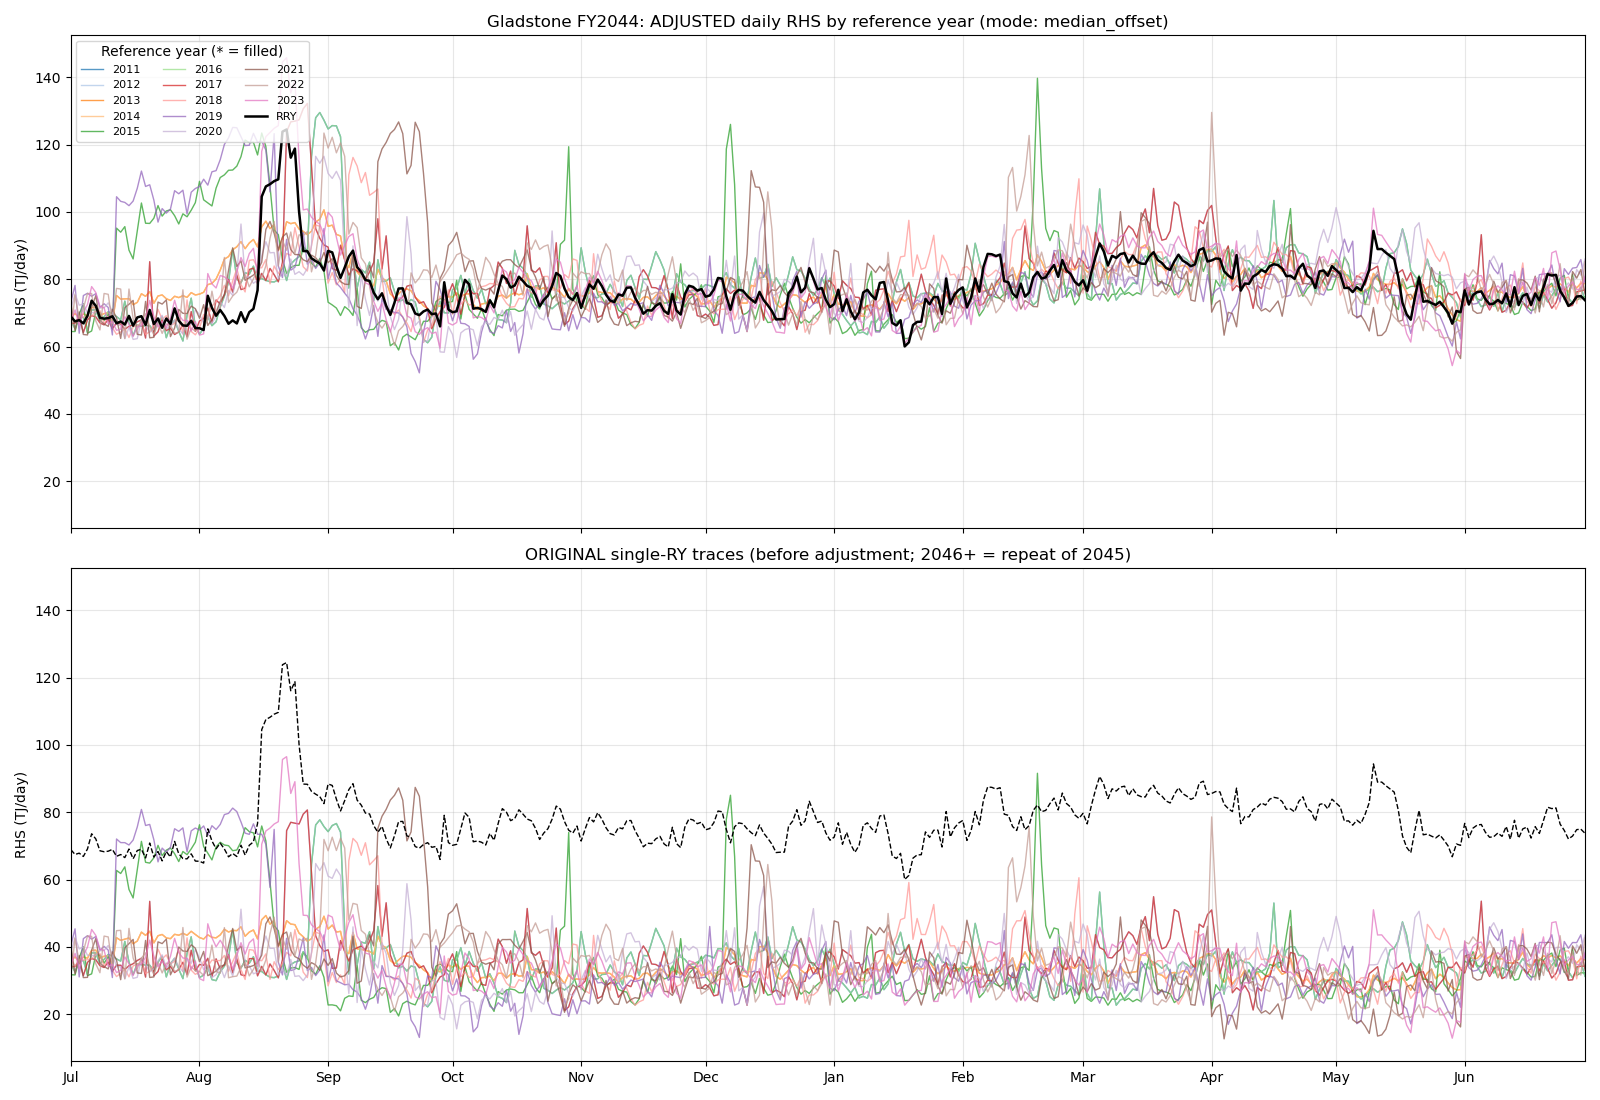 Gladstone FY2044: ADJUSTED daily RHS by reference year (mode: median_offset)
Reference year (* = filled)
2011 2016 2021
2012 2017 2022
2013 2018 2023
2014 2019 RRY
2015 2020
140
120
100
80
60
40
20
RHS (TJ/day)
ORIGINAL single-RY traces (before adjustment; 2046+ = repeat of 2045)
140
120
100
80
60
40
20
RHS (TJ/day)
Jul Aug Sep Oct Nov Dec Jan Feb Mar Apr May Jun